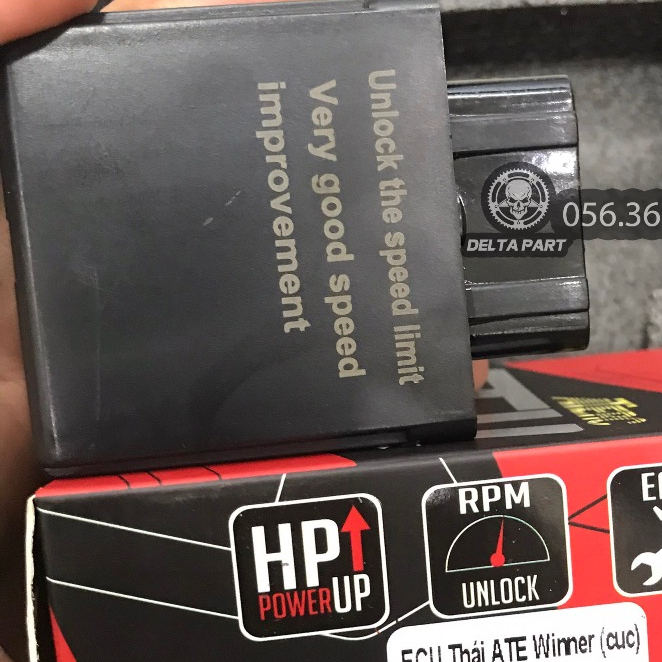 Unlock the speed limit
Very good speed
improvement
DELTA PART
056.36
HP
POWER UP
RPM
UNLOCK
ECU Thái ATE Winner (cục)